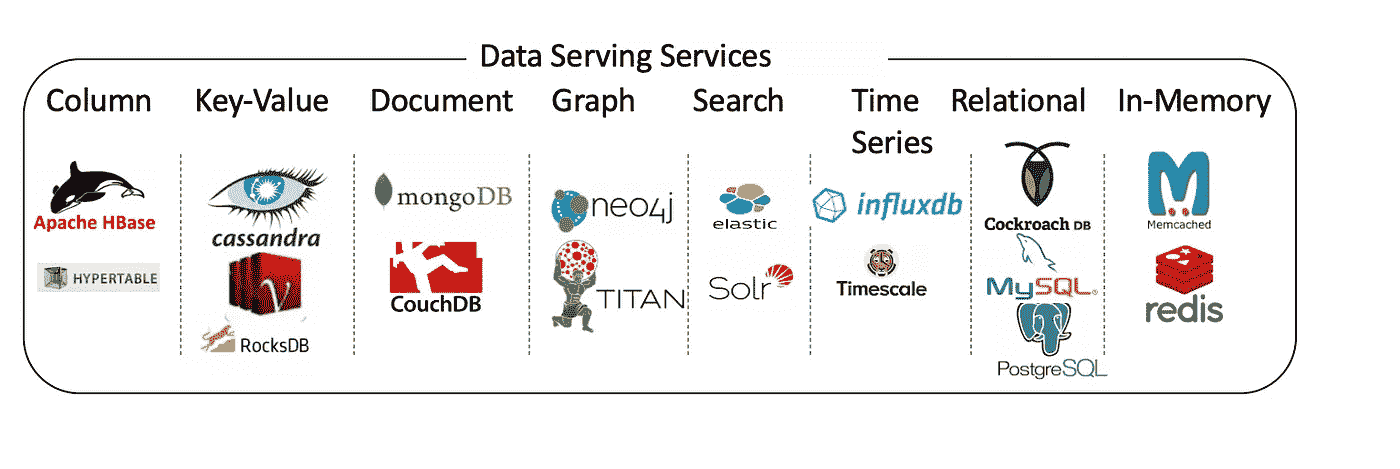 Data Serving Services
Column
Key-Value
Document
Graph
Search
Time
Series
Relational
In-Memory
APACHE HBASE
HYPERTABLE
cassandra
V
RocksDB
mongoDB
CouchDB
neo4j
TITAN
elastic
Solr
influxdb
Timescale
Cockroach DB
MySQL®
PostgreSQL
Memcached
redis